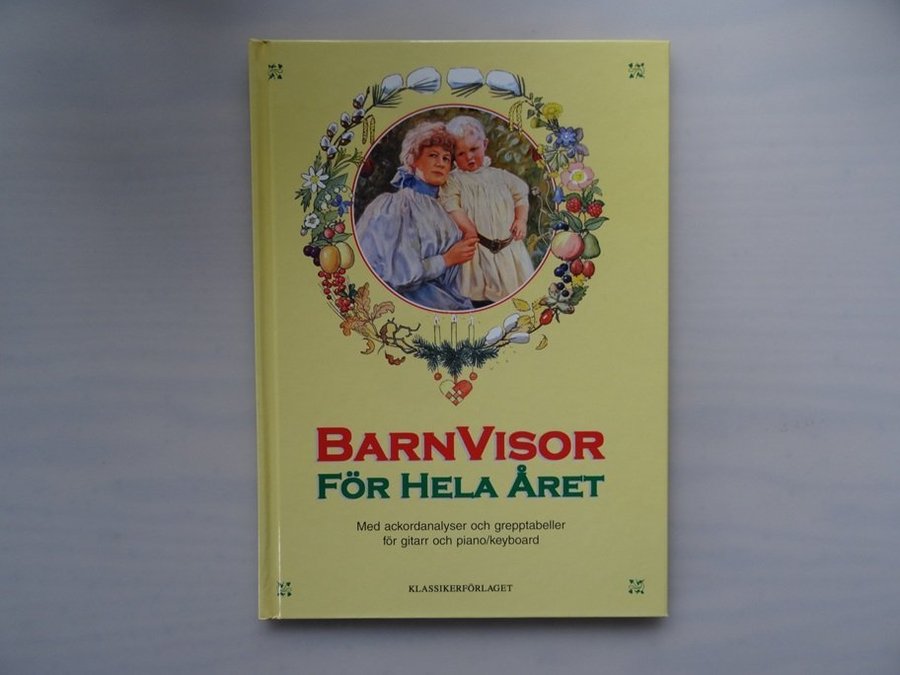 BARNVISOR
FÖR HELA ÅRET
Med ackordanalyser och grepptabeller
för gitarr och piano/keyboard
KLASSIKERFÖRLAGET